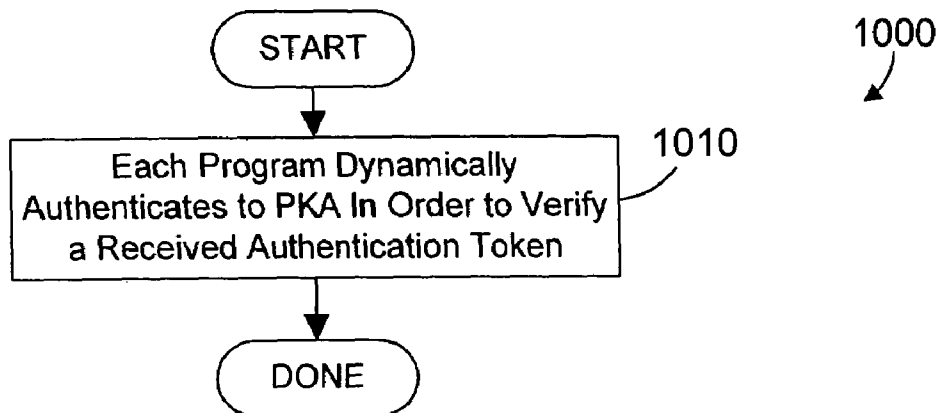 START
1000
Each Program Dynamically
1010
Authenticates to PKA In Order to Verify
a Received Authentication Token
DONE